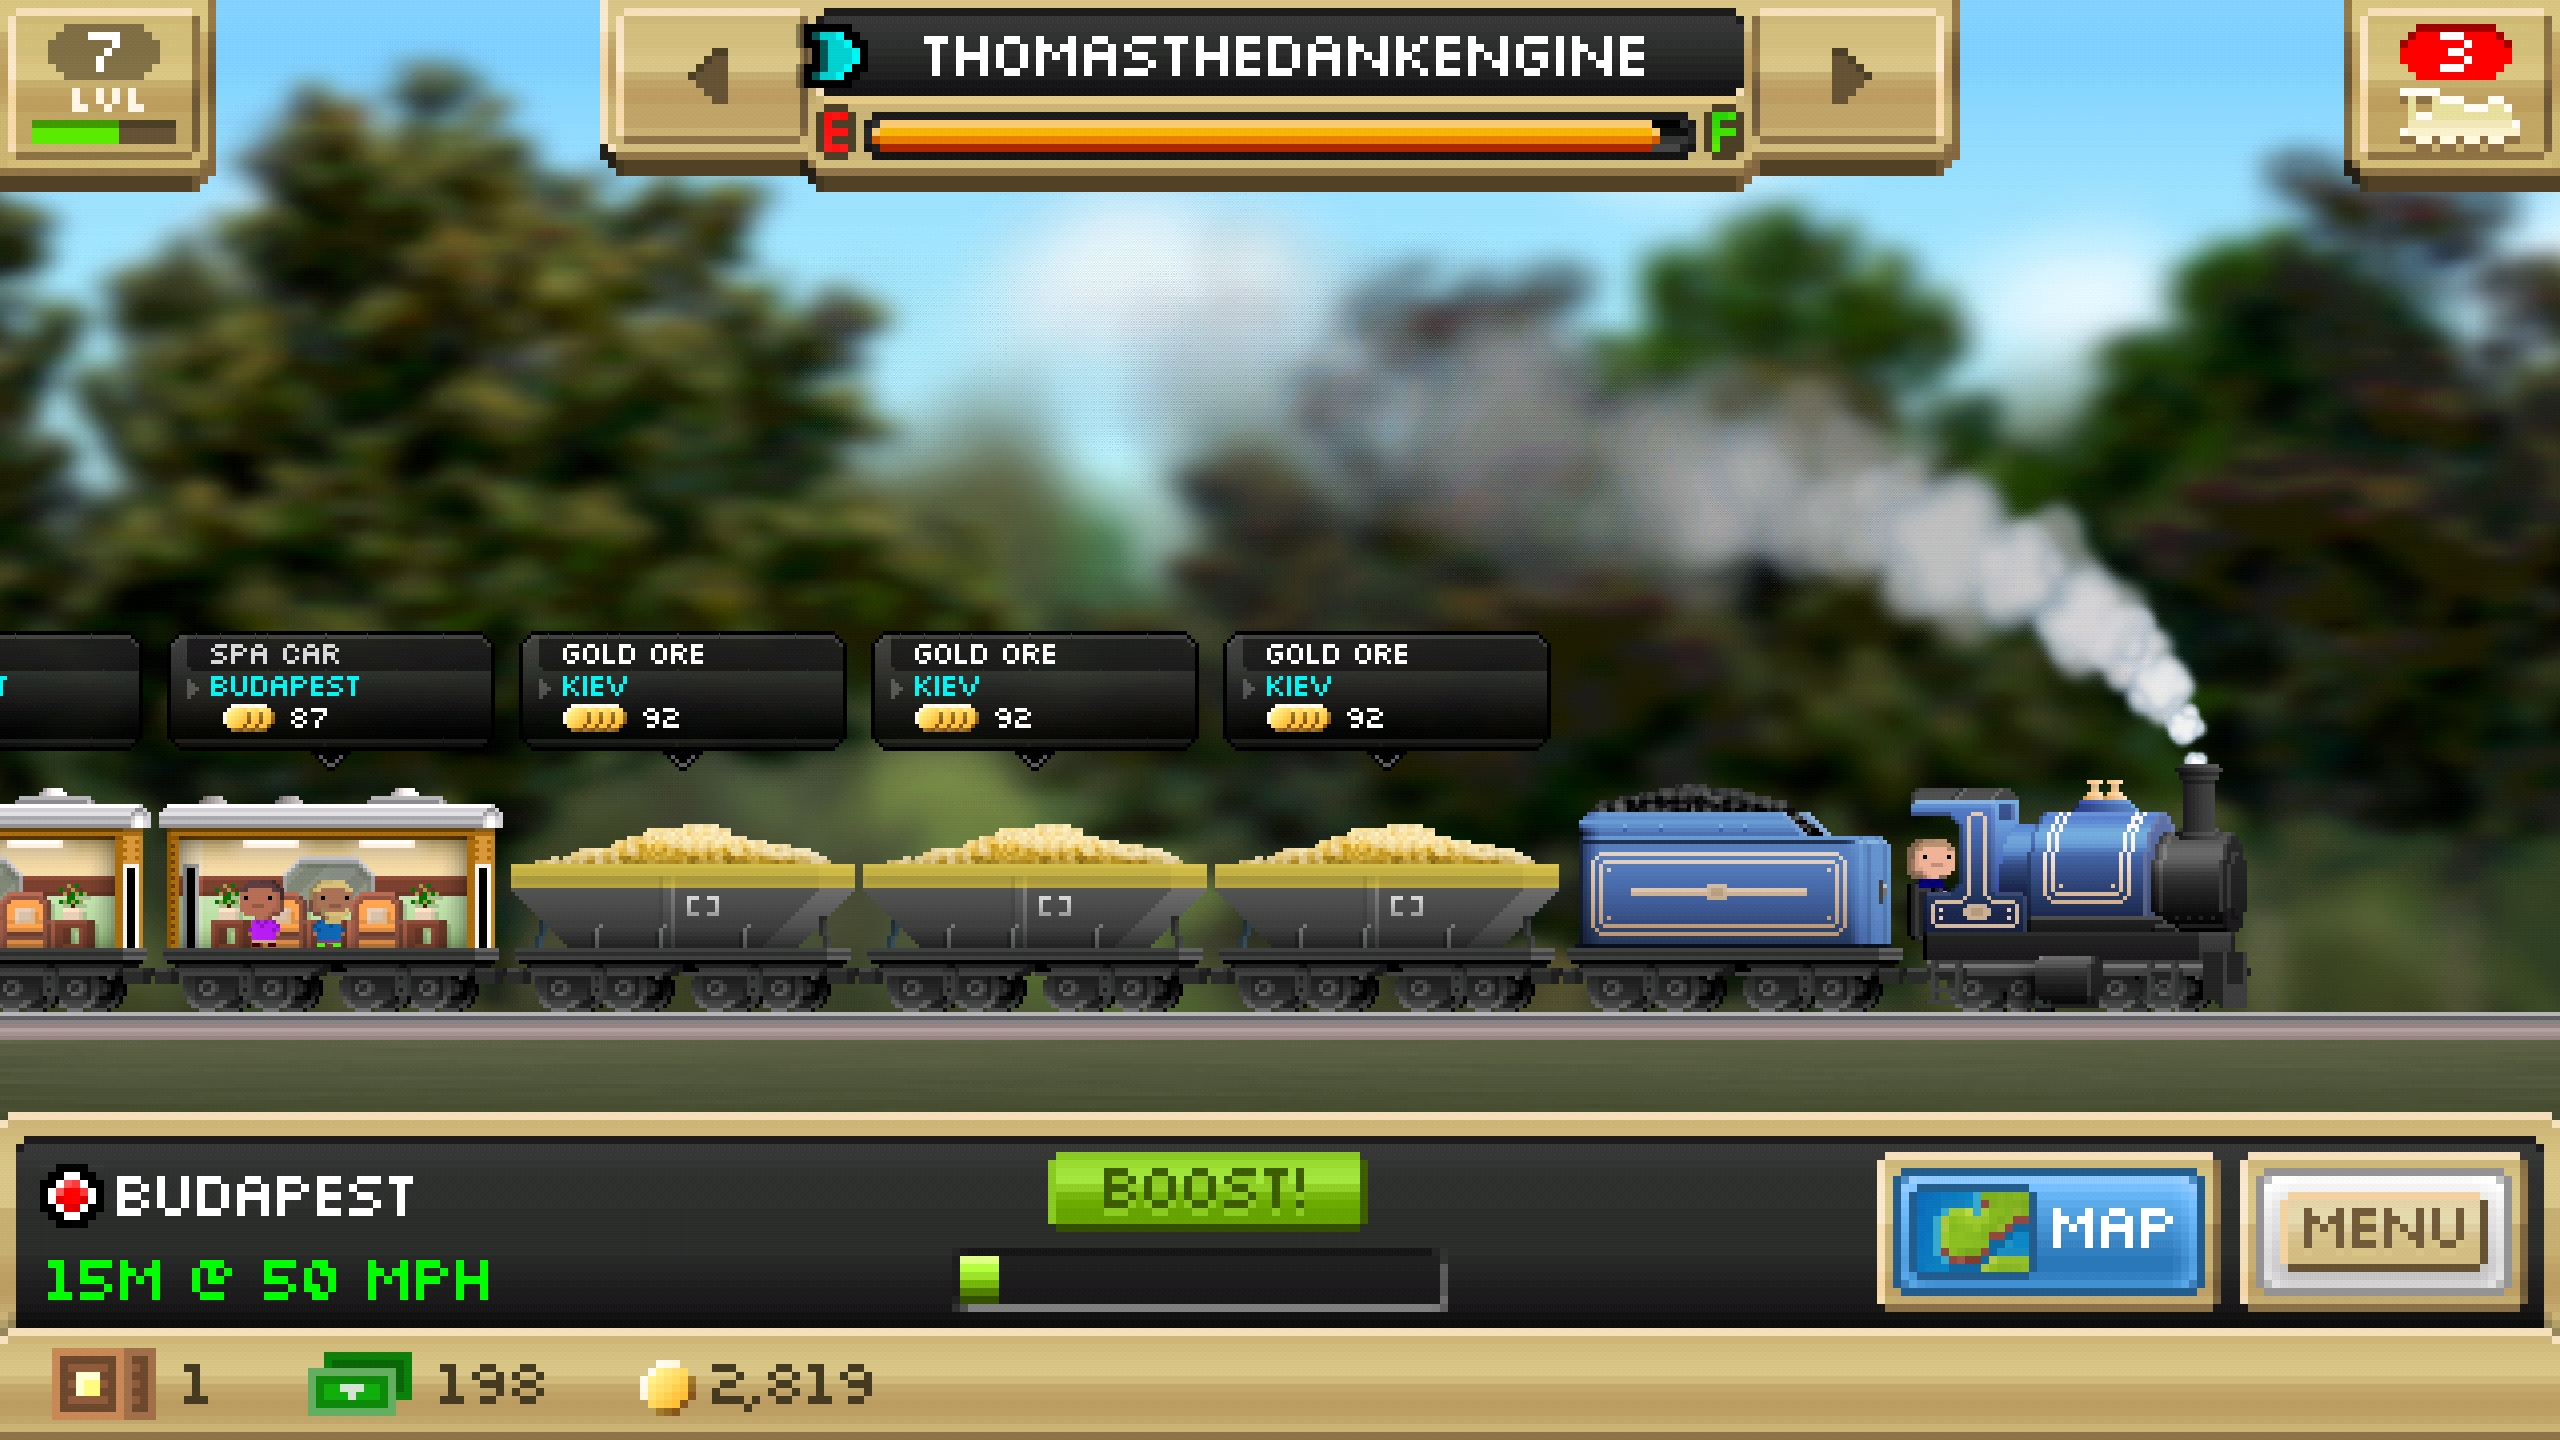 7
LVL
THOMASTHEDANKENGINE
E F
3
T
SPA CAR
BUDAPEST
87
GOLD ORE
KIEV
92
GOLD ORE
KIEV
92
GOLD ORE
KIEV
92
BUDAPEST
15M @ 50 MPH
BOOST!
MAP
MENU
1
198
2,819